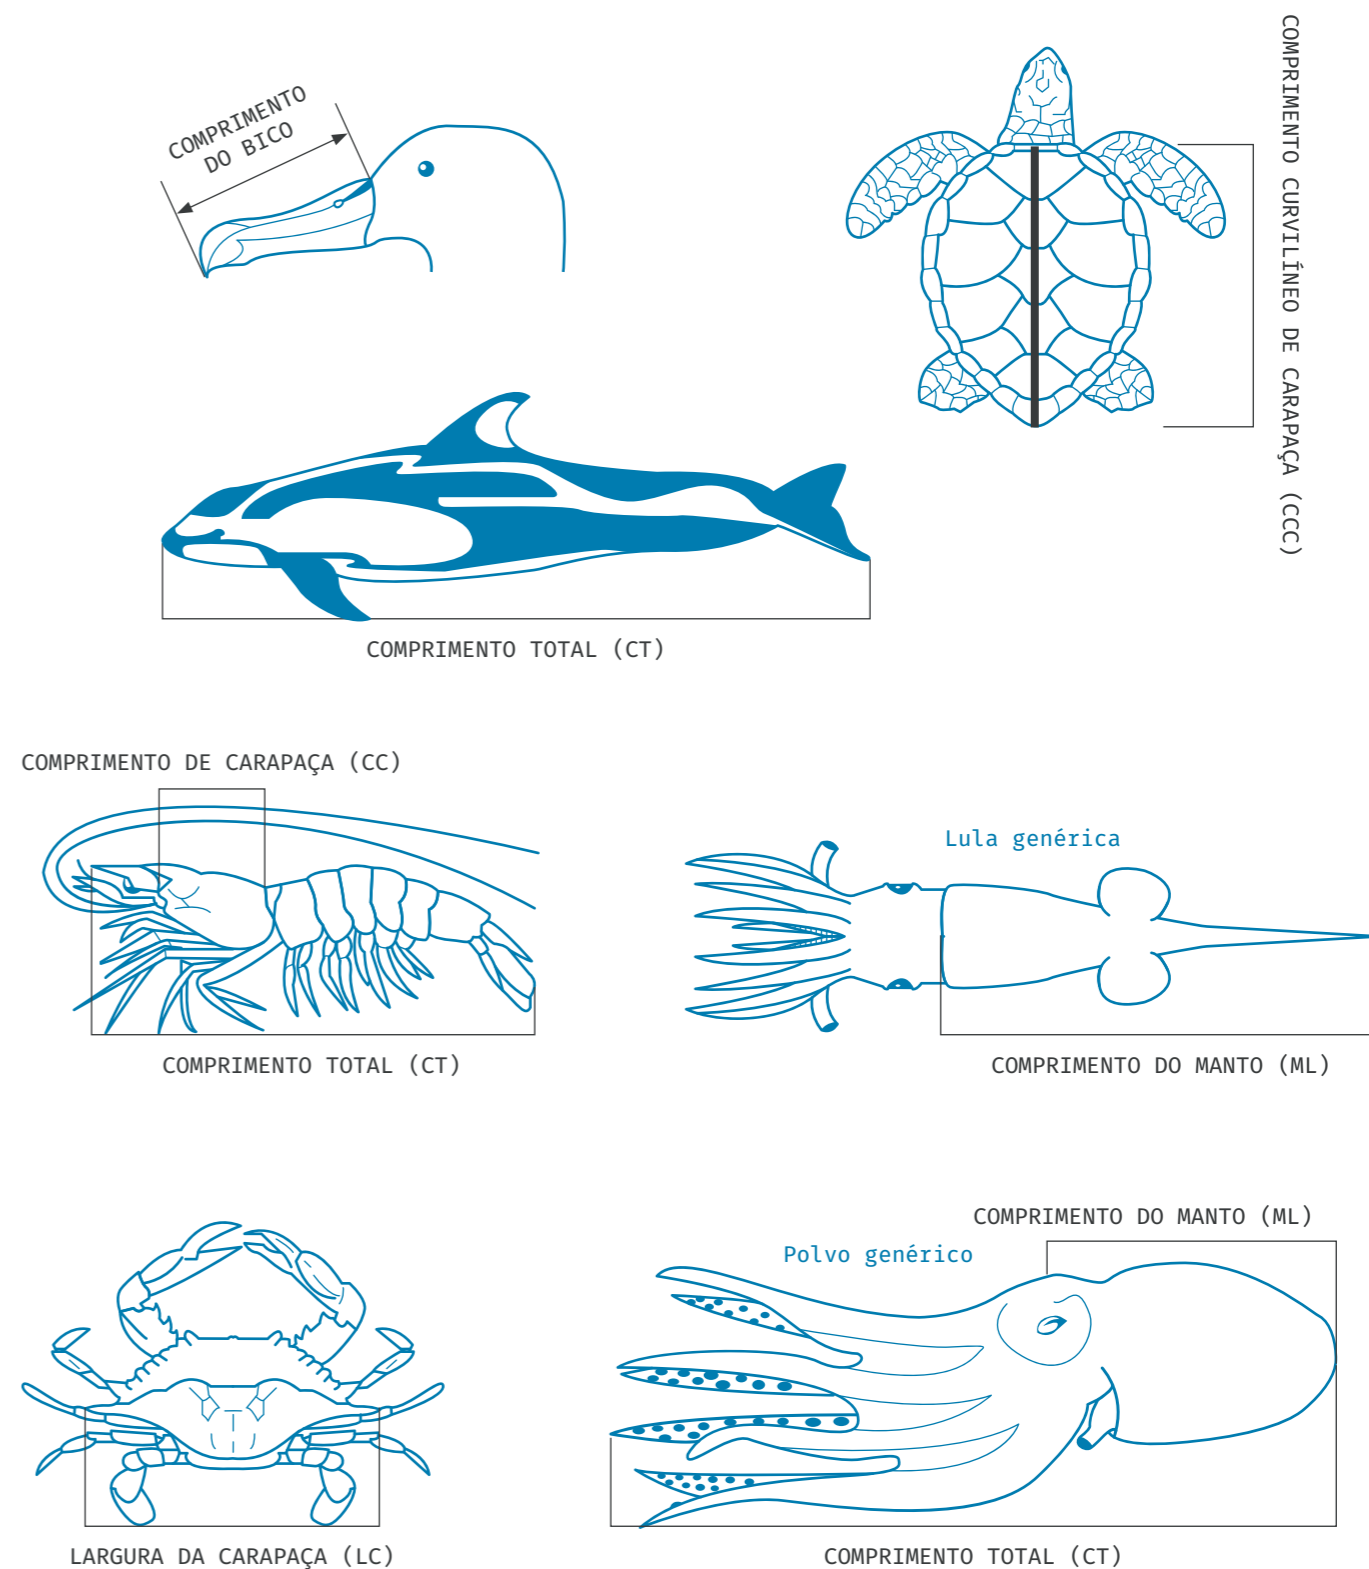 COMPRIMENTO
DO BICO
COMPRIMENTO CURVILÍNEO DE CARAPAÇA (CCC)
COMPRIMENTO TOTAL (CT)
COMPRIMENTO DE CARAPAÇA (CC)
Lula genérica
COMPRIMENTO TOTAL (CT)
COMPRIMENTO DO MANTO (ML)
COMPRIMENTO DO MANTO (ML)
Polvo genérico
LARGURA DA CARAPAÇA (LC)
COMPRIMENTO TOTAL (CT)